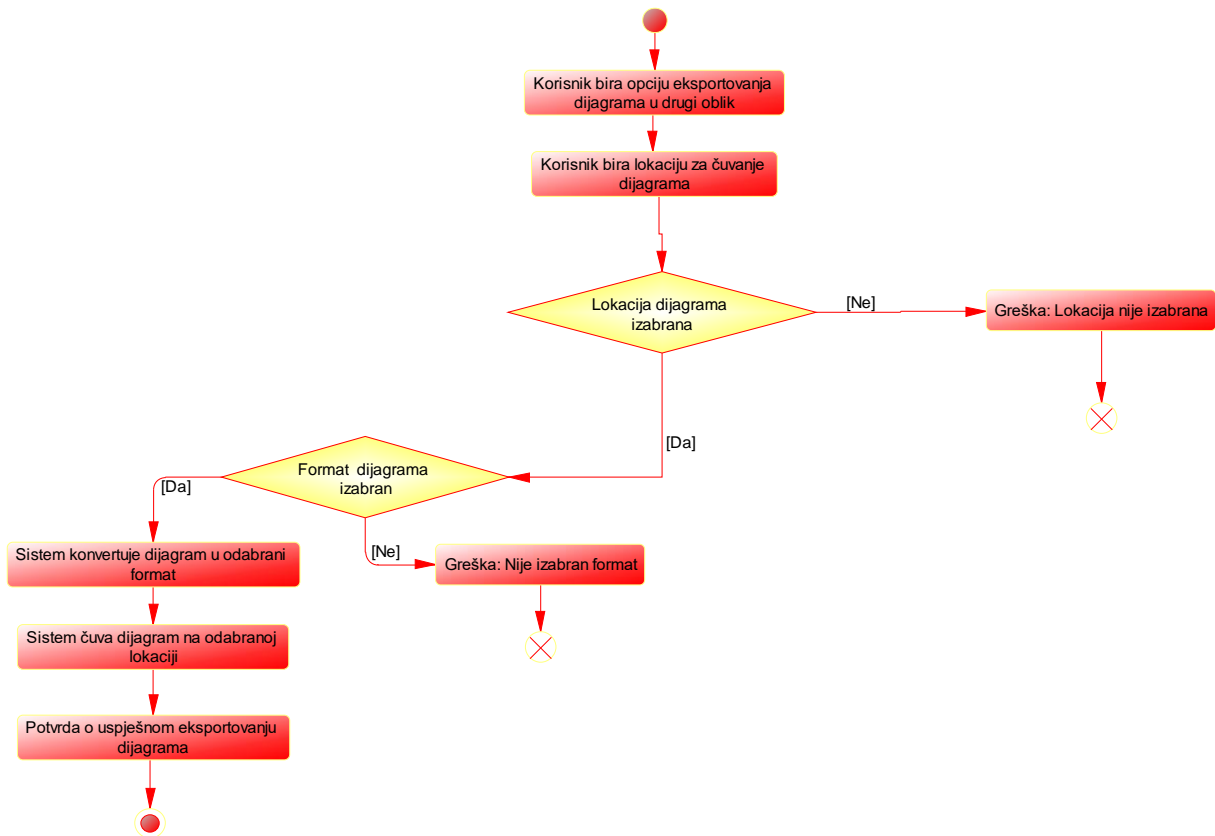 Korisnik bira opciju eksportovanja
dijagrama u drugi oblik
Korisnik bira lokaciju za čuvanje
dijagrama
Lokacija dijagrama
izabrana
[Ne]
Greška: Lokacija nije izabrana
[Da]
Format dijagrama
izabran
[Da]
[Ne]
Greška: Nije izabran format
Sistem konvertuje dijagram u odabrani
format
Sistem čuva dijagram na odabranoj
lokaciji
Potvrda o uspješnom eksportovanju
dijagrama